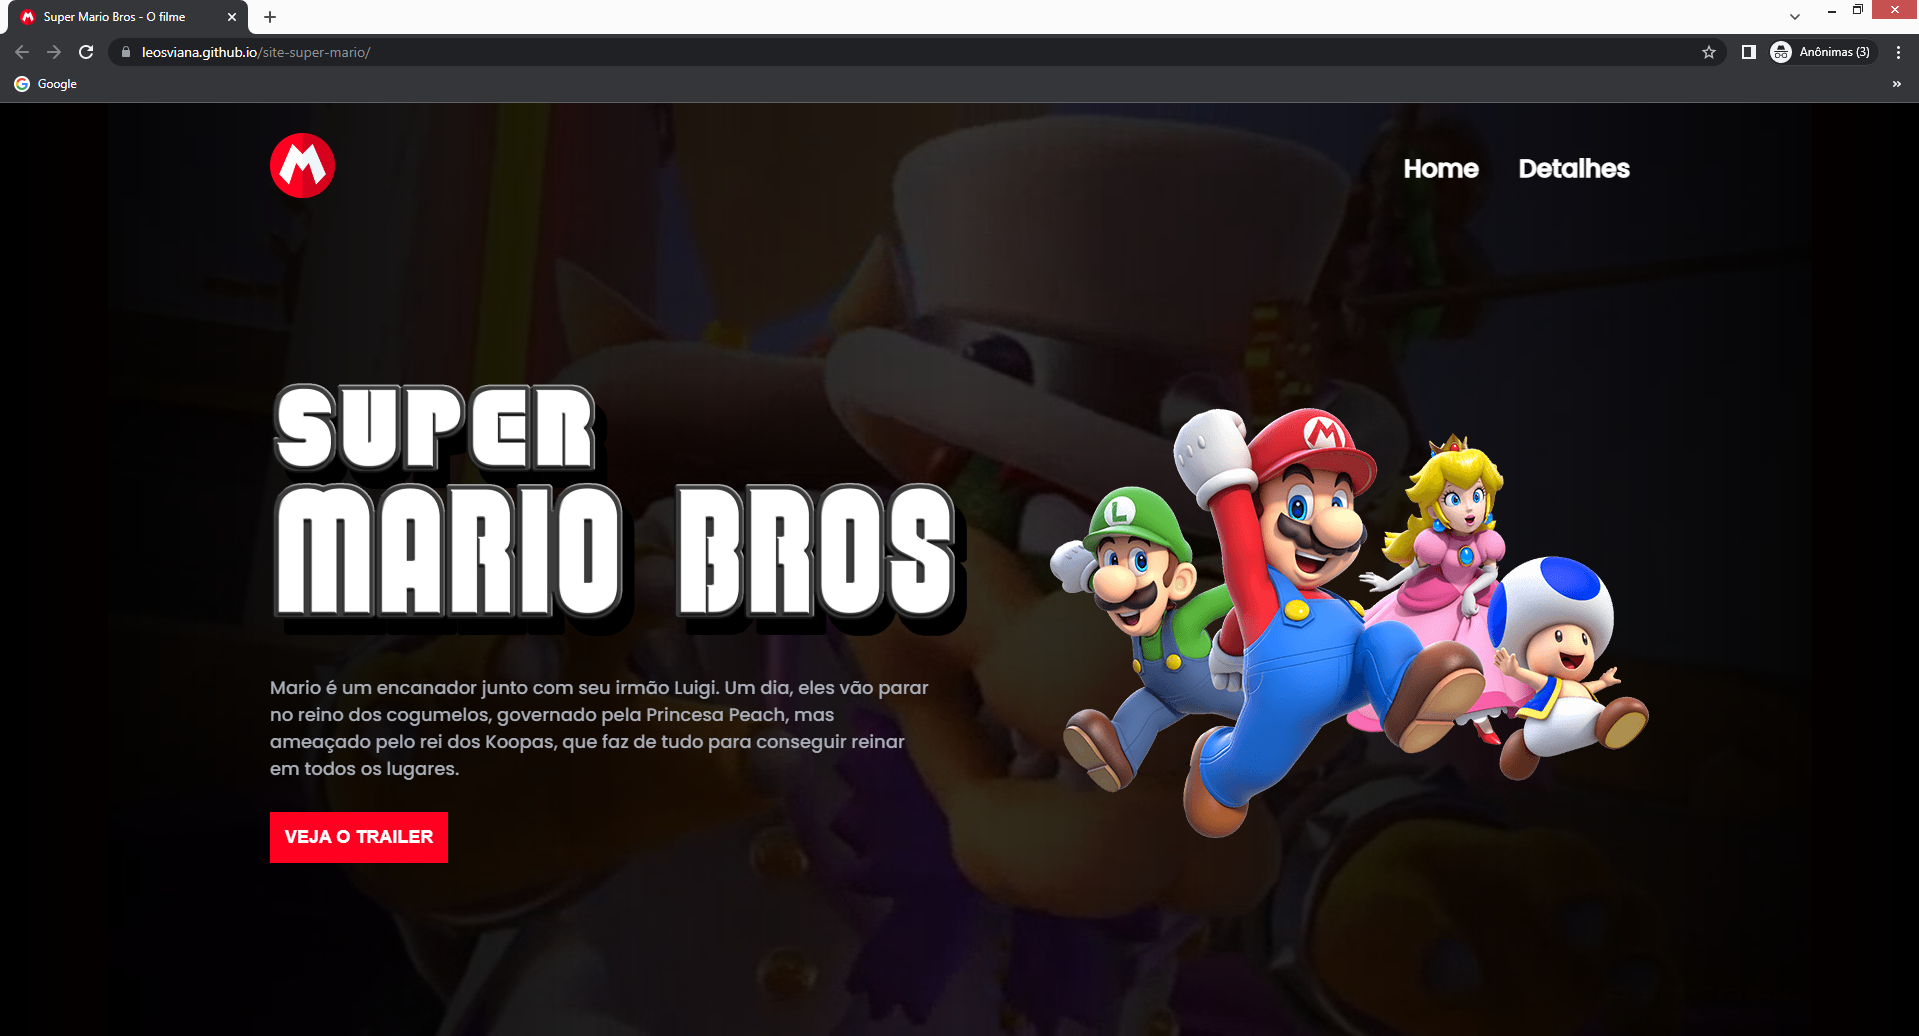 Super Mario Bros - O filme
leosviana.github.io/site-super-mario/
Anônimas (3)
Google
M
Home
Detalhes
SUPER
MARIO BROS
M
L
Mario é um encanador junto com seu irmão Luigi. Um dia, eles vão parar
no reino dos cogumelos, governado pela Princesa Peach, mas
ameaçado pelo rei dos Koopas, que faz de tudo para conseguir reinar
em todos os lugares.
VEJA O TRAILER